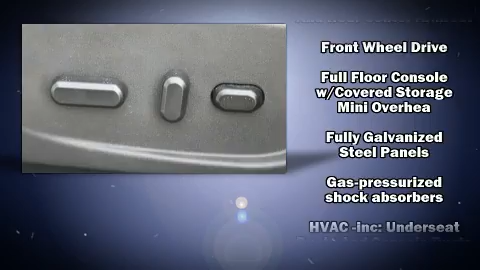 Front Wheel Drive
Full Floor Console
w/Covered Storage
Mini Overhea
Fully Galvanized
Steel Panels
Gas-pressurized
shock absorbers
HVAC -inc: Underseat